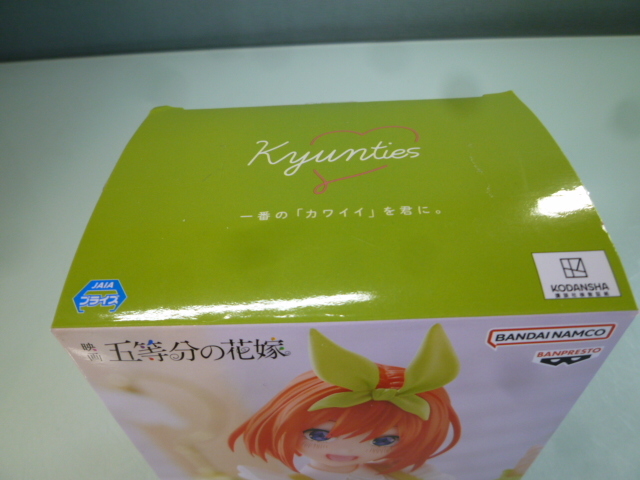 Kyunties
一番の「カワイイ」を君に。
JAIA
プライズ
KODANSHA
映画 五等分の花嫁
BANDAI NAMCO
BANPRESTO